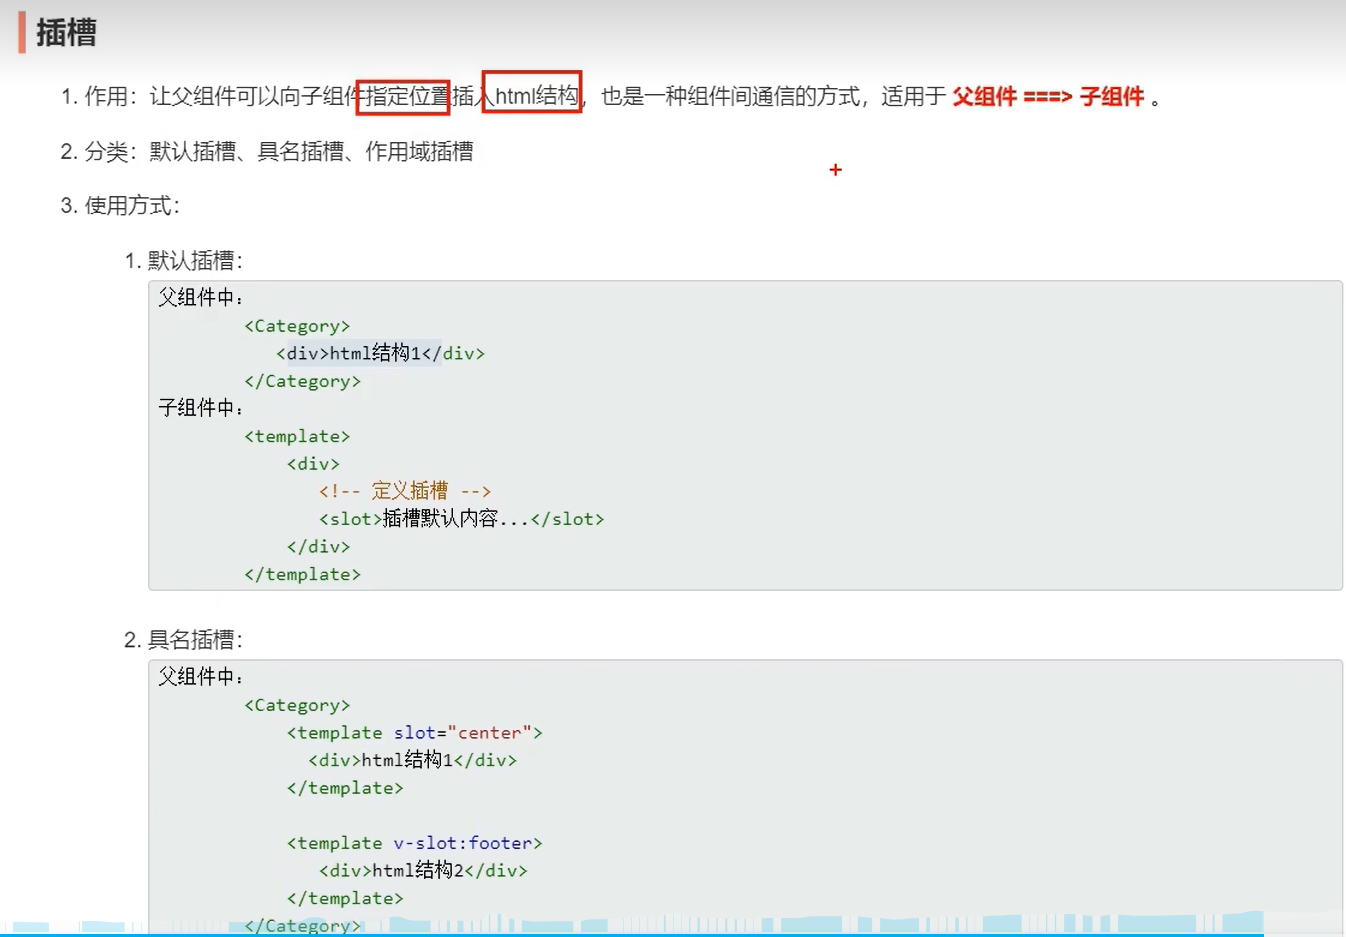 插槽
1. 作用：让父组件可以向子组件指定位置插入html结构，也是一种组件间通信的方式，适用于 父组件 ===> 子组件 。
2. 分类：默认插槽、具名插槽、作用域插槽
3. 使用方式：
1. 默认插槽：
父组件中：
<Category>
<div>html结构1</div>
</Category>
子组件中：
<template>
<div>
<!-- 定义插槽 -->
<slot>插槽默认内容...</slot>
</div>
</template>
2. 具名插槽：
父组件中：
<Category>
<template slot="center">
<div>html结构1</div>
</template>
<template v-slot:footer>
<div>html结构2</div>
</template>
</Category>